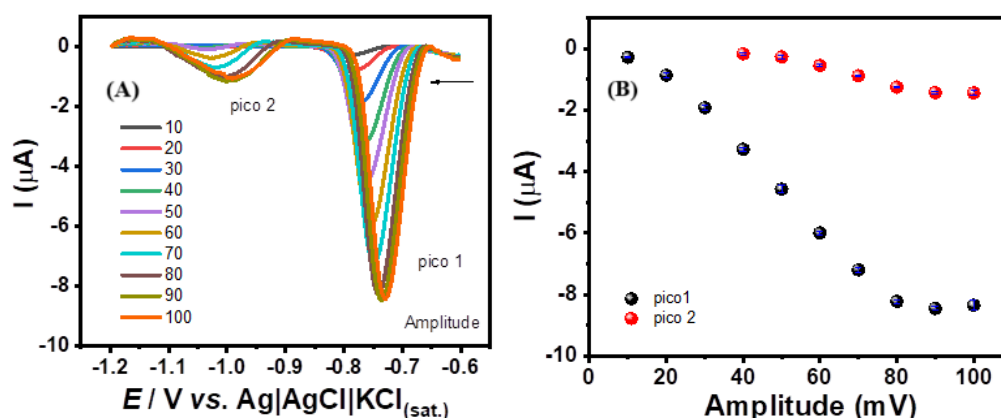 (A)
0
-2
-4
-6
-8
-10
I (μA)
pico 2
10
20
30
40
50
60
70
80
90
100
pico 1
Amplitude
-1.2 -1.1 -1.0 -0.9 -0.8 -0.7 -0.6
E / V vs. Ag|AgCl|KCl(sat.)
(B)
0
-2
-4
-6
-8
-10
I (μA)
pico1
pico 2
0 20 40 60 80 100
Amplitude (mV)